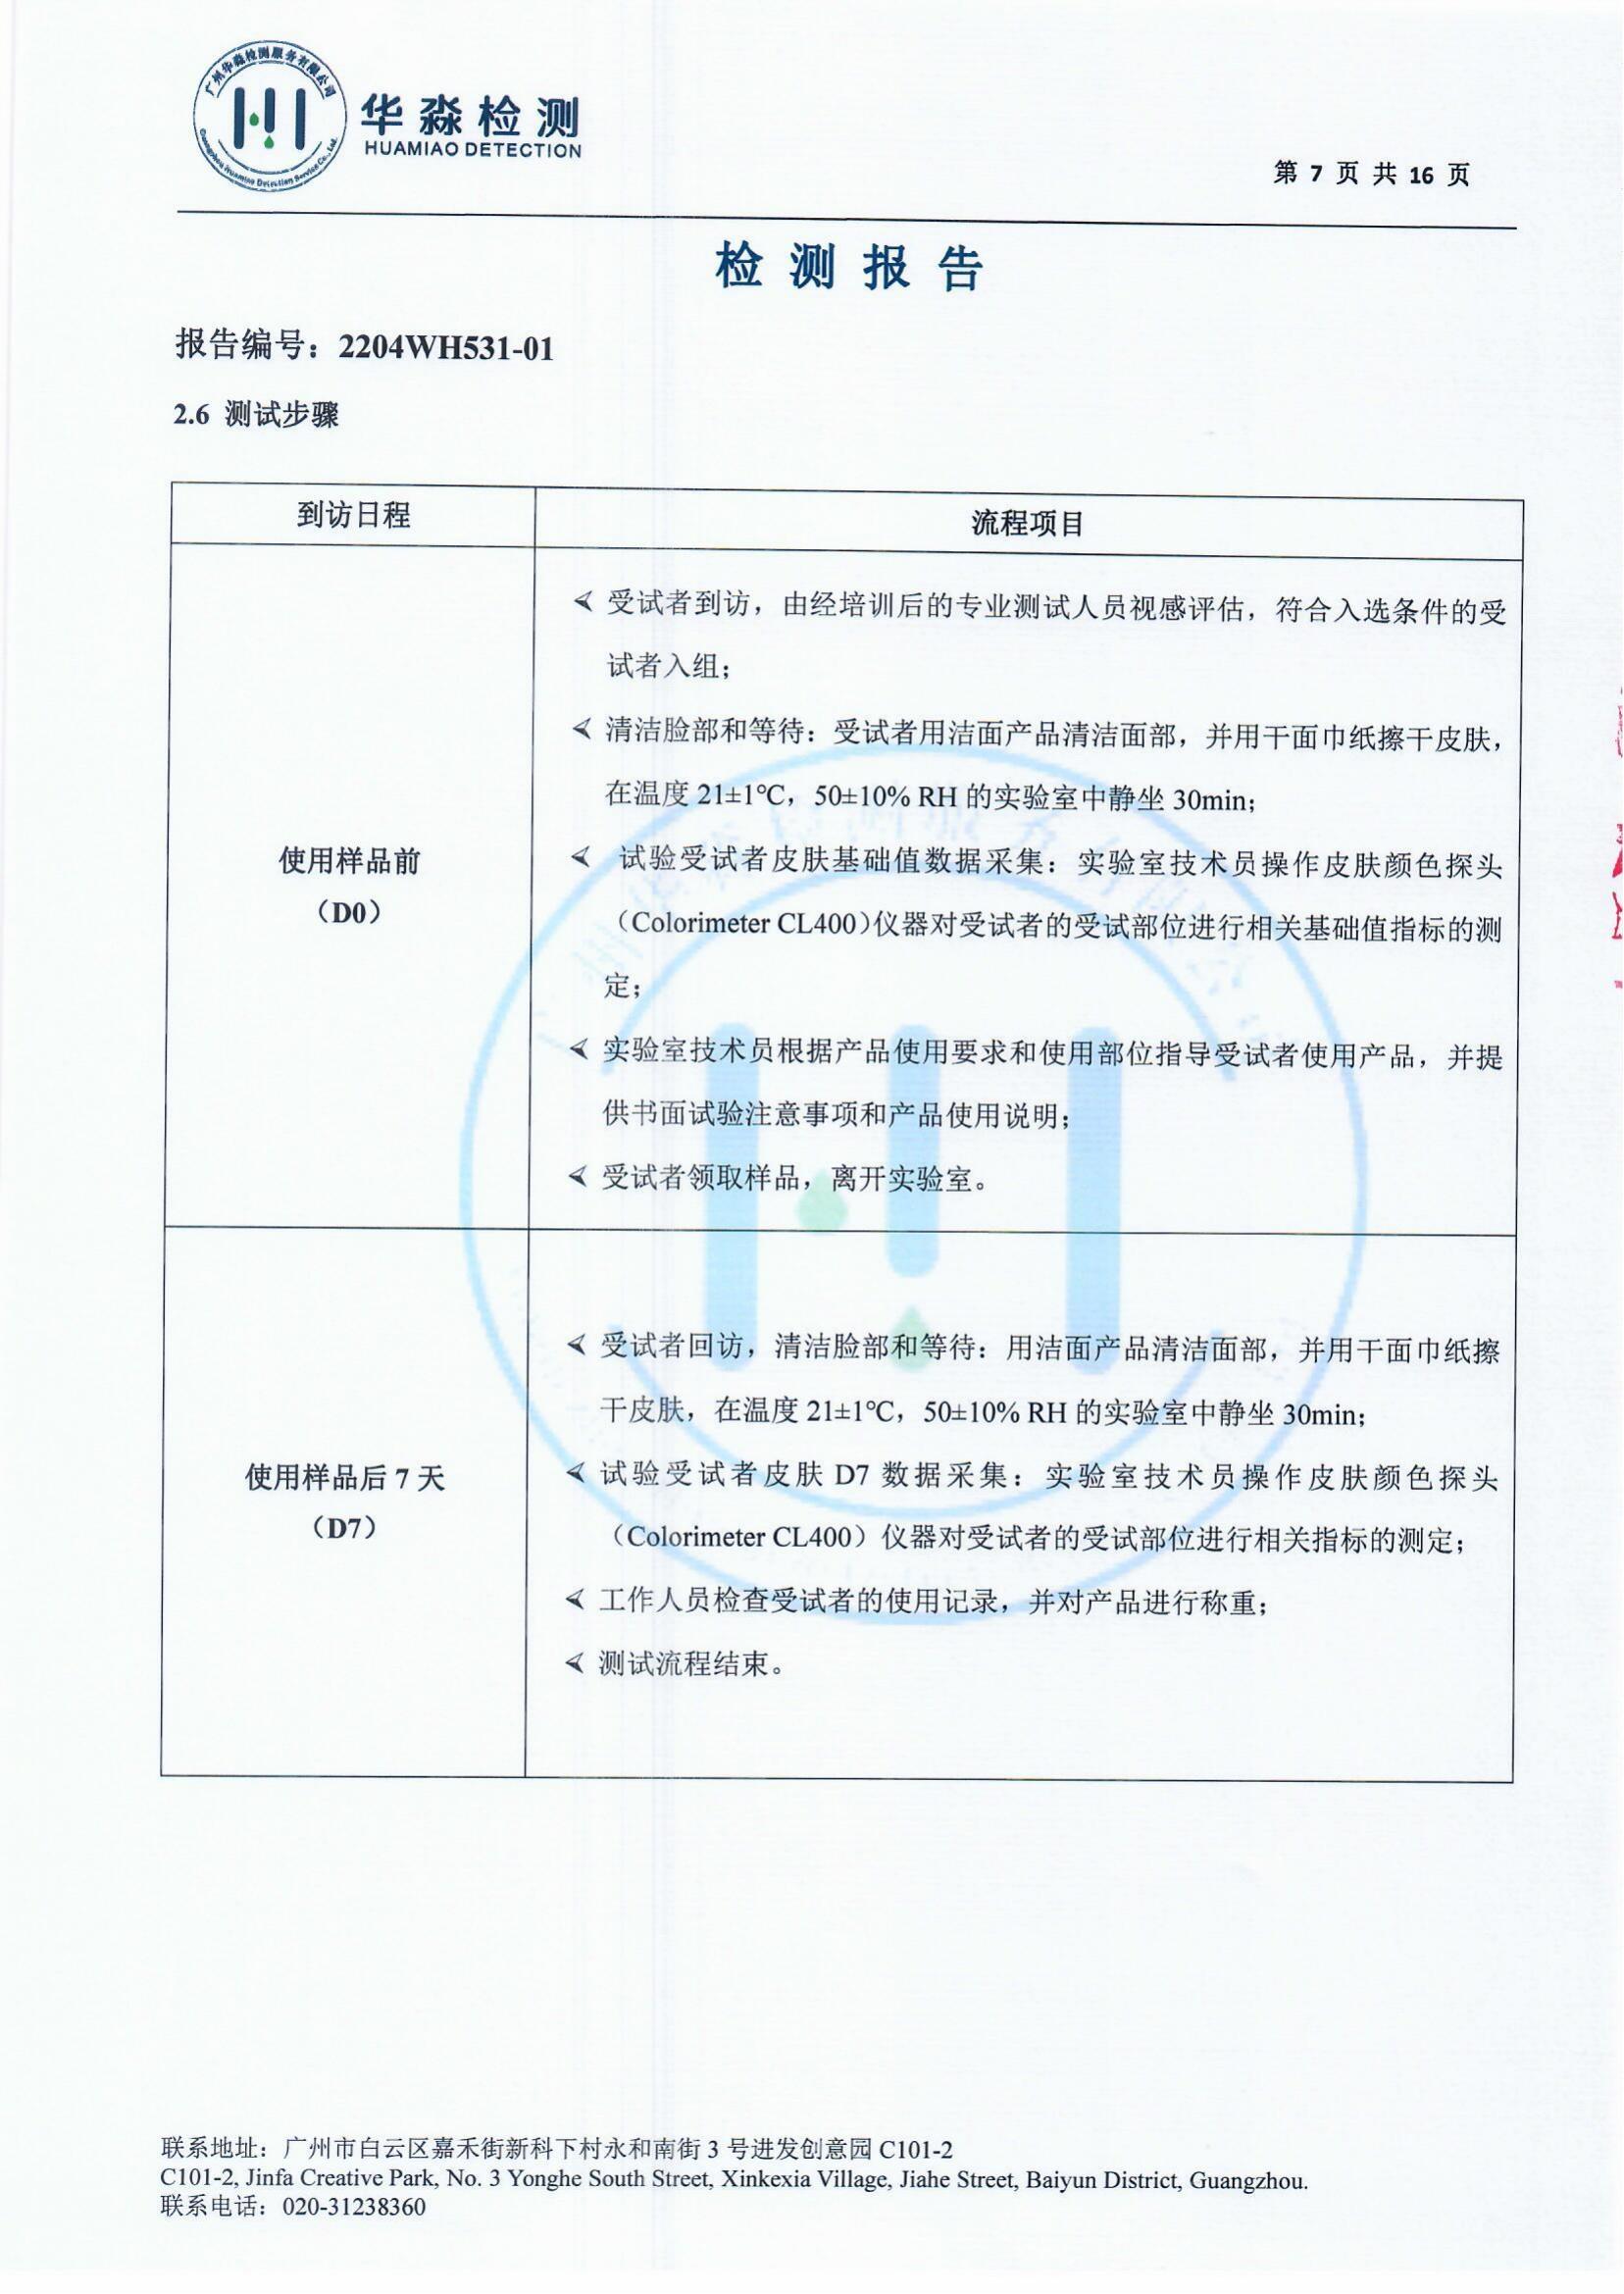 广州华淼检测服务有限公司
Guangzhou Huamiao Detection Service Co., Ltd.
华淼检测
HUAMIAO DETECTION
第 7 页 共 16 页
检测报告
报告编号：2204WH531-01
2.6 测试步骤
到访日程
流程项目
使用样品前
（D0）
受试者到访，由经培训后的专业测试人员视感评估，符合入选条件的受
试者入组；
清洁脸部和等待：受试者用洁面产品清洁面部，并用干面巾纸擦干皮肤，
在温度 21±1℃，50±10% RH 的实验室中静坐 30min；
试验受试者皮肤基础值数据采集：实验室技术员操作皮肤颜色探头
（Colorimeter CL400）仪器对受试者的受试部位进行相关基础值指标的测
定；
实验室技术员根据产品使用要求和使用部位指导受试者使用产品，并提
供书面试验注意事项和产品使用说明；
受试者领取样品，离开实验室。
使用样品后 7 天
（D7）
受试者回访，清洁脸部和等待：用洁面产品清洁面部，并用干面巾纸擦
干皮肤，在温度 21±1℃，50±10% RH 的实验室中静坐 30min；
试验受试者皮肤 D7 数据采集：实验室技术员操作皮肤颜色探头
（Colorimeter CL400）仪器对受试者的受试部位进行相关指标的测定；
工作人员检查受试者的使用记录，并对产品进行称重；
测试流程结束。
联系地址：广州市白云区嘉禾街新科下村永和南街 3 号进发创意园 C101-2
C101-2, Jinfa Creative Park, No. 3 Yonghe South Street, Xinkexia Village, Jiahe Street, Baiyun District, Guangzhou.
联系电话：020-31238360